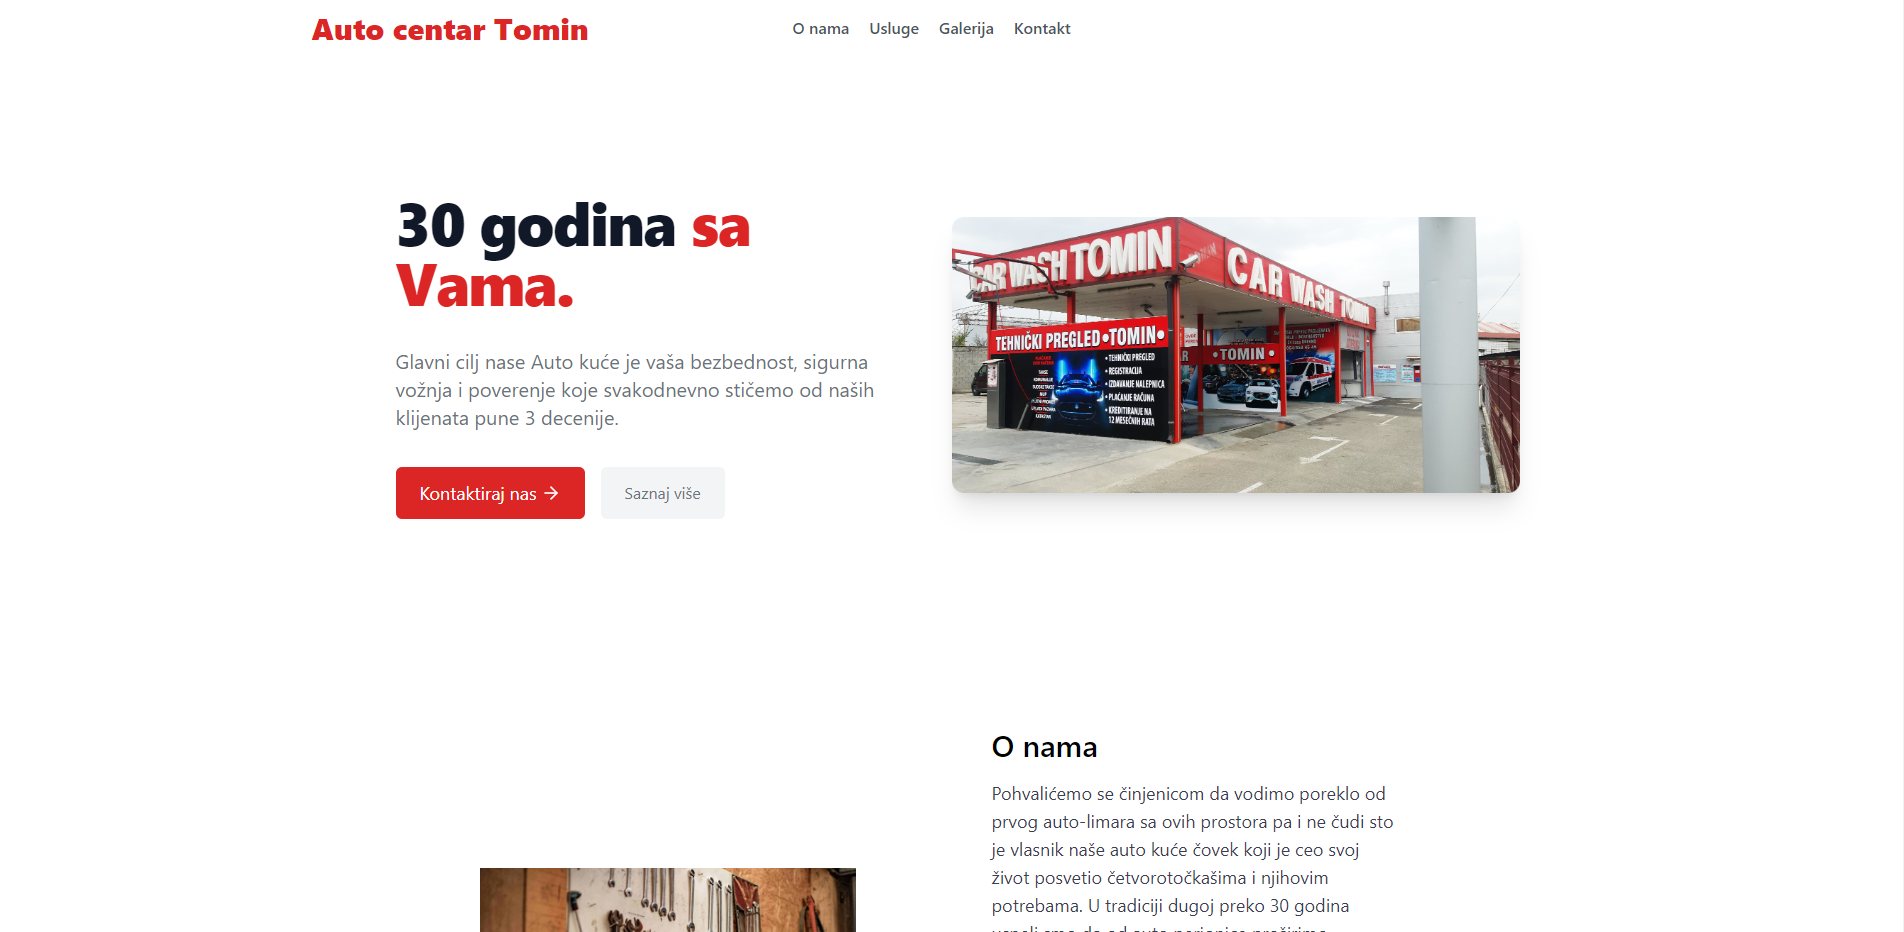 Auto centar Tomin
O nama
Usluge
Galerija
Kontakt
30 godina sa
Vama.
Glavni cilj nase Auto kuće je vaša bezbednost, sigurna
vožnja i poverenje koje svakodnevno stičemo od naših
klijenata pune 3 decenije.
Kontaktiraj nas
Saznaj više
CAR WASH TOMIN
CAR WASH TOMIN
TEHNIČKI PREGLED•TOMIN•
• TEHNIČKI PREGLED
• REGISTRACIJA
• IZDAVANJE NALEPNICA
• PLAĆANJE RAČUNA
• KREDITIRANJE NA
12 MESEČNIH RATA
• TOMIN •
O nama
Pohvalićemo se činjenicom da vodimo poreklo od
prvog auto-limara sa ovih prostora pa i ne čudi sto
je vlasnik naše auto kuće čovek koji je ceo svoj
život posvetio četvorotočkašima i njihovim
potrebama. U tradiciji dugoj preko 30 godina